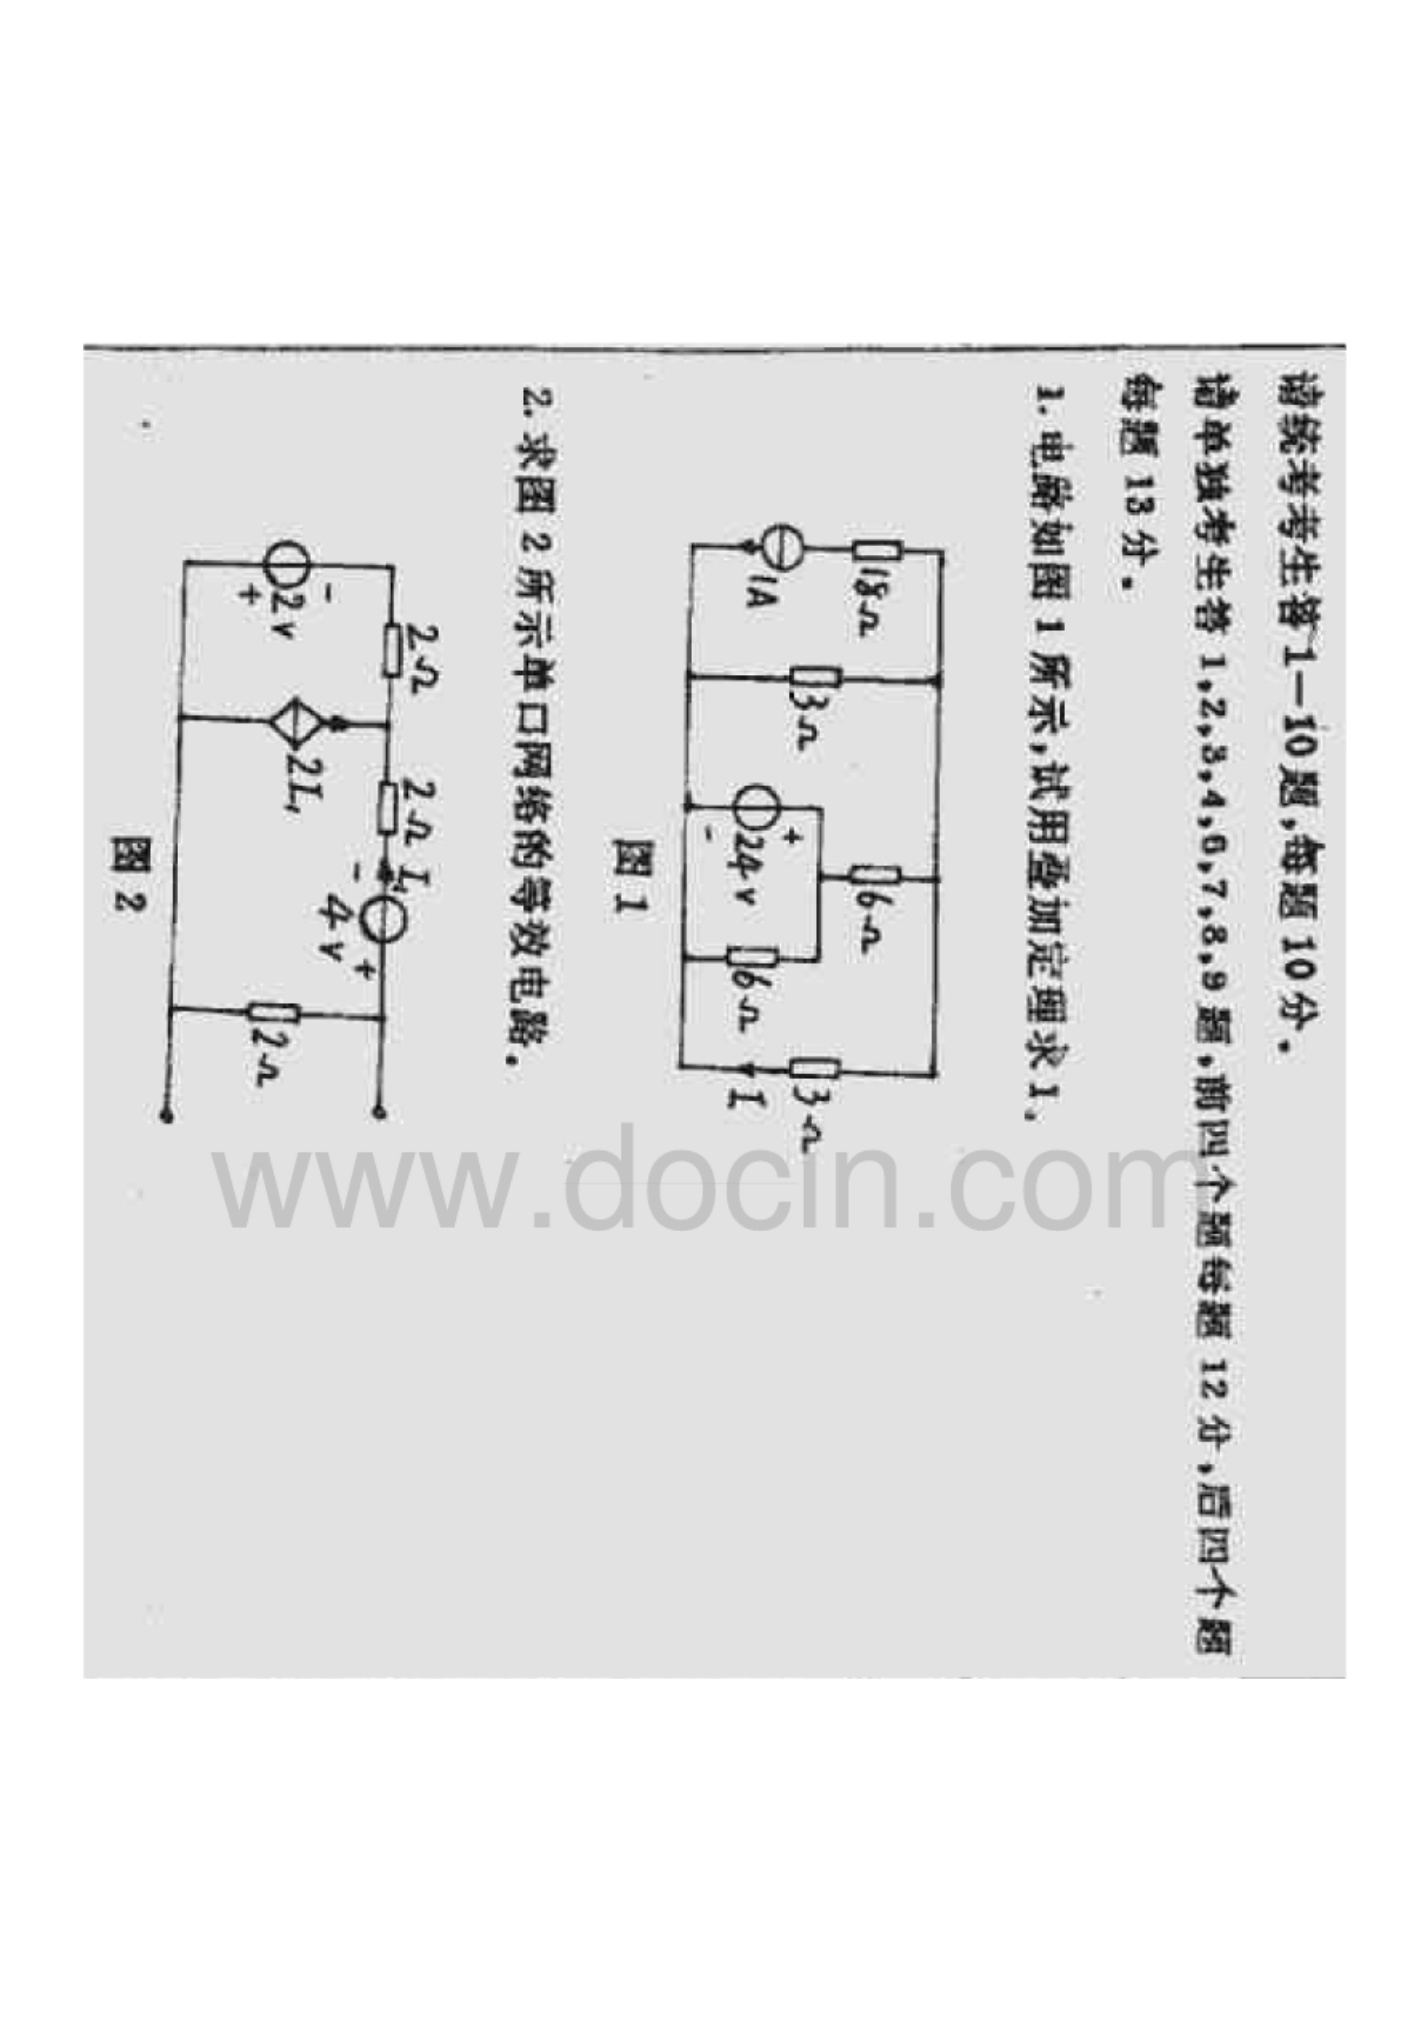 请统考考生答1—10题,每题10分。
请单独考生答1,2,3,4,6,7,8,9题,前四个题每题12分,后四个题
每题13分。
1.电路如图1所示,试用叠加定理求I。
18Ω
1A
3Ω
6Ω
+
24V
-
6Ω
3Ω
I
图1
2.求图2所示单口网络的等效电路。
2Ω
-
2V
+
2I₁
2Ω
I₁
-
4V
+
2Ω
图2
www.docin.com